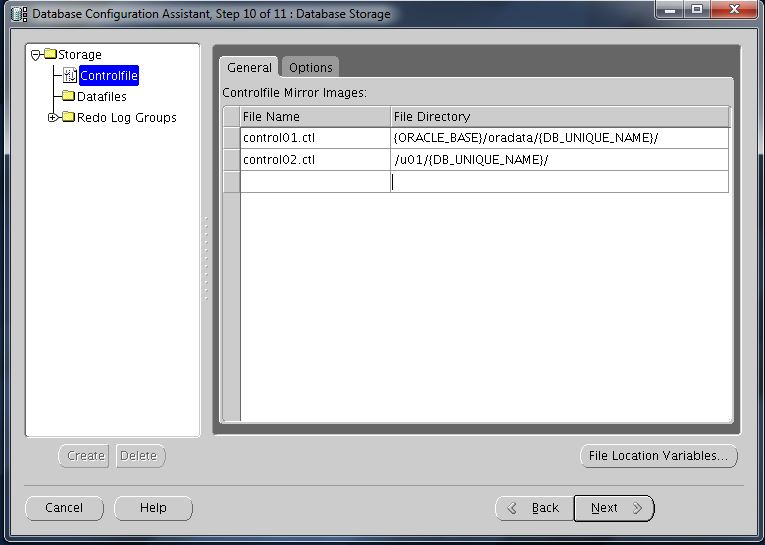 Database Configuration Assistant, Step 10 of 11 : Database Storage
Storage
Controlfile
Datafiles
Redo Log Groups
General Options
Controlfile Mirror Images:
File Name File Directory
control01.ctl {ORACLE_BASE}/oradata/{DB_UNIQUE_NAME}/
control02.ctl /u01/{DB_UNIQUE_NAME}/
Create Delete
File Location Variables...
Cancel Help Back Next